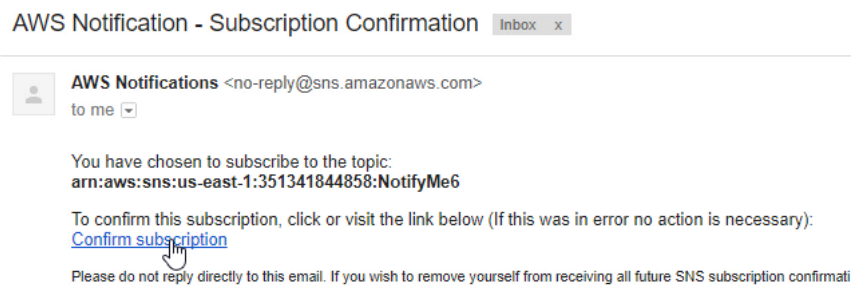 AWS Notification - Subscription Confirmation Inbox x
AWS Notifications <no-reply@sns.amazonaws.com>
to me
You have chosen to subscribe to the topic:
arn:aws:sns:us-east-1:351341844858:NotifyMe6
To confirm this subscription, click or visit the link below (If this was in error no action is necessary):
Confirm subscription
Please do not reply directly to this email. If you wish to remove yourself from receiving all future SNS subscription confirmati